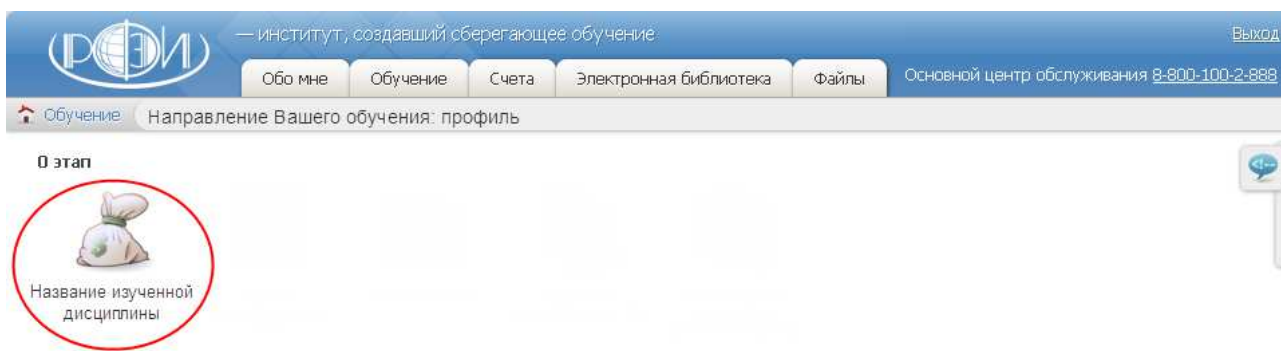 РФЭИ
— институт, создавший сберегающее обучение
Выход
Обо мне
Обучение
Счета
Электронная библиотека
Файлы
Основной центр обслуживания 8-800-100-2-888
Обучение
Направление Вашего обучения: профиль
0 этап
Название изученной
дисциплины